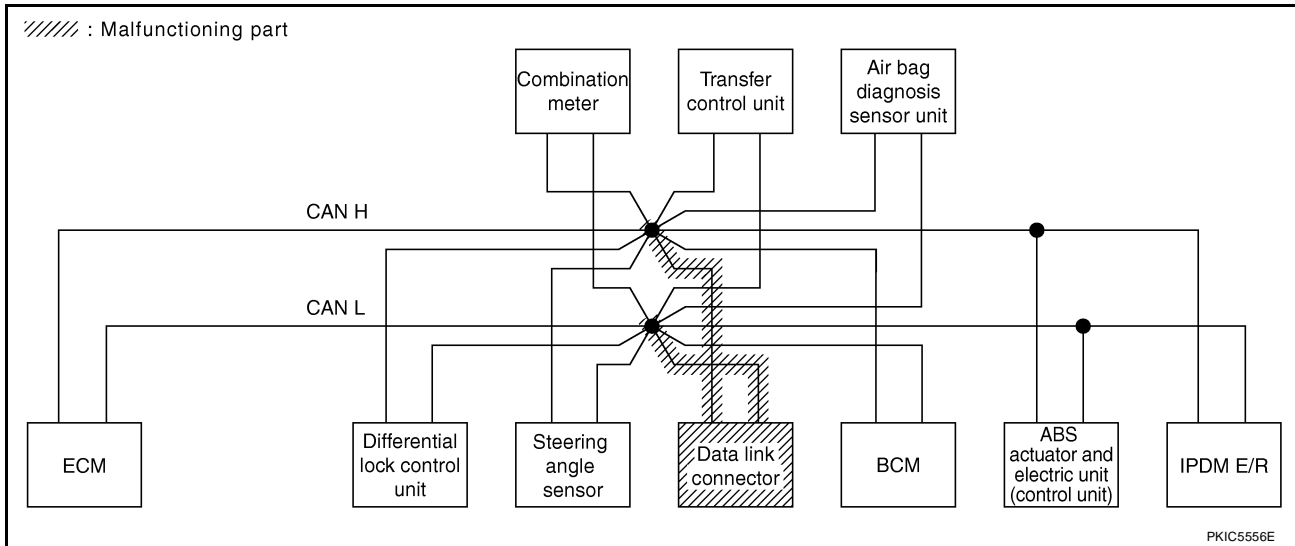 : Malfunctioning part
Combination
meter
Transfer
control unit
Air bag
diagnosis
sensor unit
CAN H
CAN L
ECM
Differential
lock control
unit
Steering
angle
sensor
Data link
connector
BCM
ABS
actuator and
electric unit
(control unit)
IPDM E/R
PKIC5556E